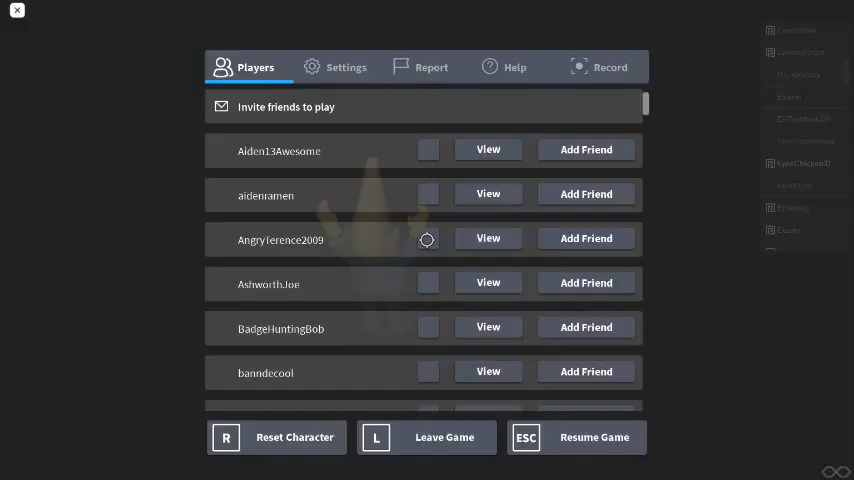 Players
Settings
Report
Help
Record
Invite friends to play
Aiden13Awesome View Add Friend
aidenramen View Add Friend
AngryTerence2009 View Add Friend
AshworthJoe View Add Friend
BadgeHuntingBob View Add Friend
banndecool View Add Friend
R Reset Character
L Leave Game
ESC Resume Game
EpicChicken31